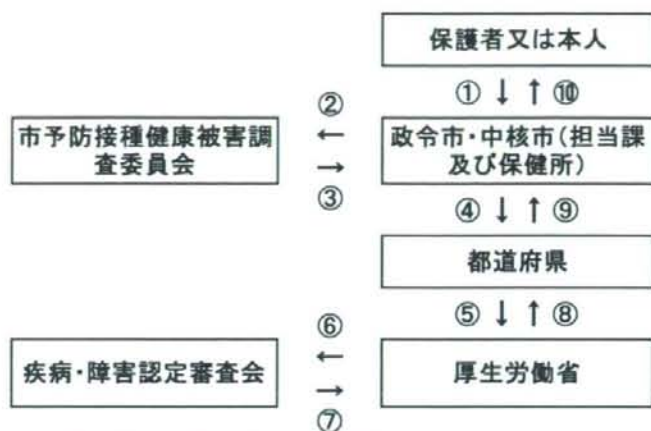 保護者又は本人
① ↓ ↑ ⑩
②
市予防接種健康被害調
査委員会
←
→
政令市・中核市(担当課
及び保健所)
③
④ ↓ ↑ ⑨
都道府県
⑤ ↓ ↑ ⑧
⑥
疾病・障害認定審査会
←
→
厚生労働省
⑦